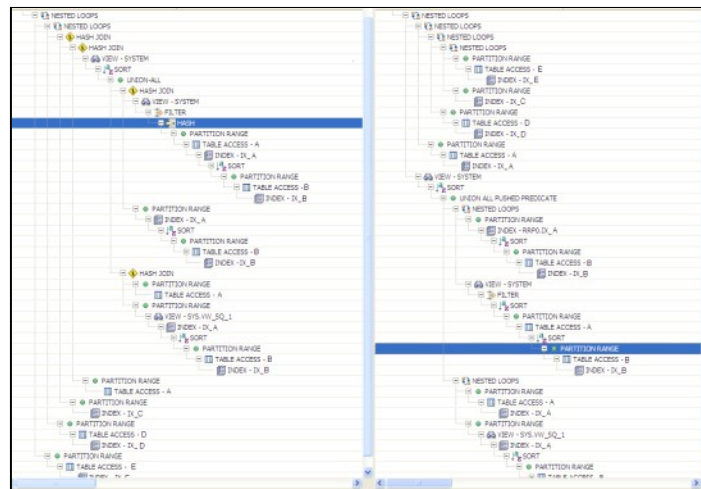 NESTED LOOPS
NESTED LOOPS
HASH JOIN
HASH JOIN
VIEW - SYSTEM
SORT
UNION-ALL
HASH JOIN
VIEW - SYSTEM
FILTER
HASH
PARTITION RANGE
TABLE ACCESS - A
INDEX - IX_A
SORT
PARTITION RANGE
TABLE ACCESS - B
INDEX - IX_B
PARTITION RANGE
INDEX - IX_A
SORT
PARTITION RANGE
TABLE ACCESS - B
INDEX - IX_B
HASH JOIN
PARTITION RANGE
TABLE ACCESS - A
PARTITION RANGE
VIEW - SYS.VW_SQ_1
INDEX - IX_A
SORT
PARTITION RANGE
TABLE ACCESS - B
INDEX - IX_B
PARTITION RANGE
TABLE ACCESS - A
PARTITION RANGE
INDEX - IX_C
PARTITION RANGE
TABLE ACCESS - D
INDEX - IX_D
PARTITION RANGE
TABLE ACCESS - E
NESTED LOOPS
NESTED LOOPS
NESTED LOOPS
NESTED LOOPS
PARTITION RANGE
TABLE ACCESS - E
INDEX - IX_E
PARTITION RANGE
INDEX - IX_C
PARTITION RANGE
TABLE ACCESS - D
INDEX - IX_D
PARTITION RANGE
TABLE ACCESS - A
INDEX - IX_A
VIEW - SYSTEM
SORT
UNION ALL PUSHED PREDICATE
NESTED LOOPS
PARTITION RANGE
INDEX - RRP0.IX_A
SORT
PARTITION RANGE
TABLE ACCESS - B
INDEX - IX_B
VIEW - SYSTEM
FILTER
PARTITION RANGE
TABLE ACCESS - A
SORT
PARTITION RANGE
TABLE ACCESS - B
INDEX - IX_B
NESTED LOOPS
PARTITION RANGE
TABLE ACCESS - A
INDEX - IX_A
PARTITION RANGE
VIEW - SYS.VW_SQ_1
INDEX - IX_A
SORT
PARTITION RANGE